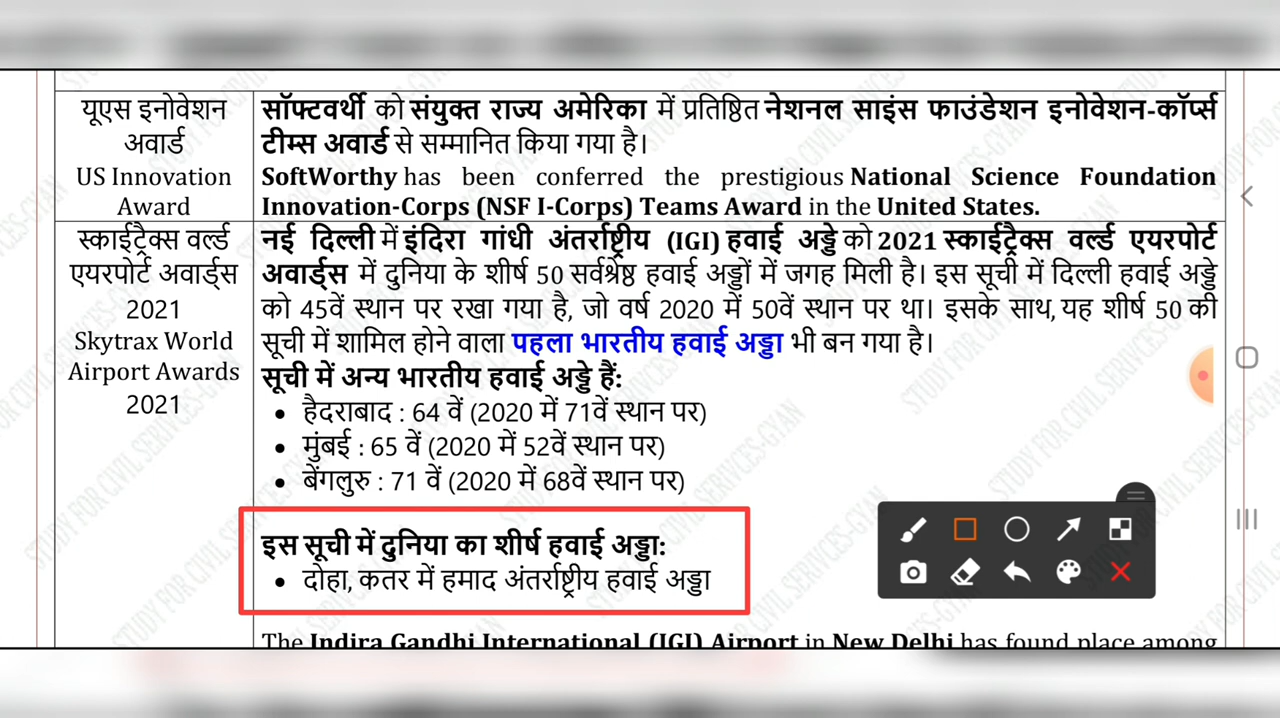 यूएस इनोवेशन
अवार्ड
US Innovation
Award
सॉफ्टवर्थी को संयुक्त राज्य अमेरिका में प्रतिष्ठित नेशनल साइंस फाउंडेशन इनोवेशन-कॉर्प्स
टीम्स अवार्ड से सम्मानित किया गया है।
SoftWorthy has been conferred the prestigious National Science Foundation
Innovation-Corps (NSF I-Corps) Teams Award in the United States.
स्काईट्रैक्स वर्ल्ड
एयरपोर्ट अवार्ड्स
2021
Skytrax World
Airport Awards
2021
नई दिल्ली में इंदिरा गांधी अंतर्राष्ट्रीय (IGI) हवाई अड्डे को 2021 स्काईट्रैक्स वर्ल्ड एयरपोर्ट
अवार्ड्स में दुनिया के शीर्ष 50 सर्वश्रेष्ठ हवाई अड्डों में जगह मिली है। इस सूची में दिल्ली हवाई अड्डे
को 45वें स्थान पर रखा गया है, जो वर्ष 2020 में 50वें स्थान पर था। इसके साथ, यह शीर्ष 50 की
सूची में शामिल होने वाला पहला भारतीय हवाई अड्डा भी बन गया है।
सूची में अन्य भारतीय हवाई अड्डे हैं:
• हैदराबाद : 64 वें (2020 में 71वें स्थान पर)
• मुंबई : 65 वें (2020 में 52वें स्थान पर)
• बेंगलुरु : 71 वें (2020 में 68वें स्थान पर)
इस सूची में दुनिया का शीर्ष हवाई अड्डा:
• दोहा, कतर में हमाद अंतर्राष्ट्रीय हवाई अड्डा
The Indira Gandhi International (IGI) Airport in New Delhi has found place among
STUDY FOR CIVIL SERIVCES-GYAN